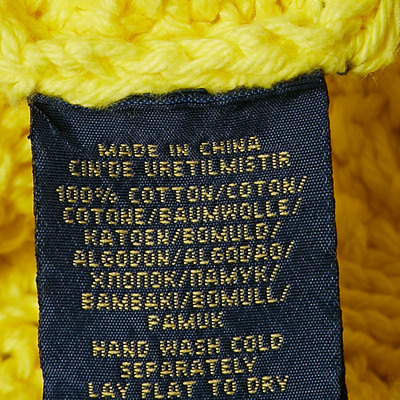 MADE IN CHINA
CIN'DE URETILMISTIR
100% COTTON/COTON/
COTONE/BAUMWOLLE/
KATOEN/BOMULD/
ALGODON/ALGODAO/
ХЛОПОК/ПАМУК/
BAMBAKI/BOMULL/
PAMUK
HAND WASH COLD
SEPARATELY
LAY FLAT TO DRY